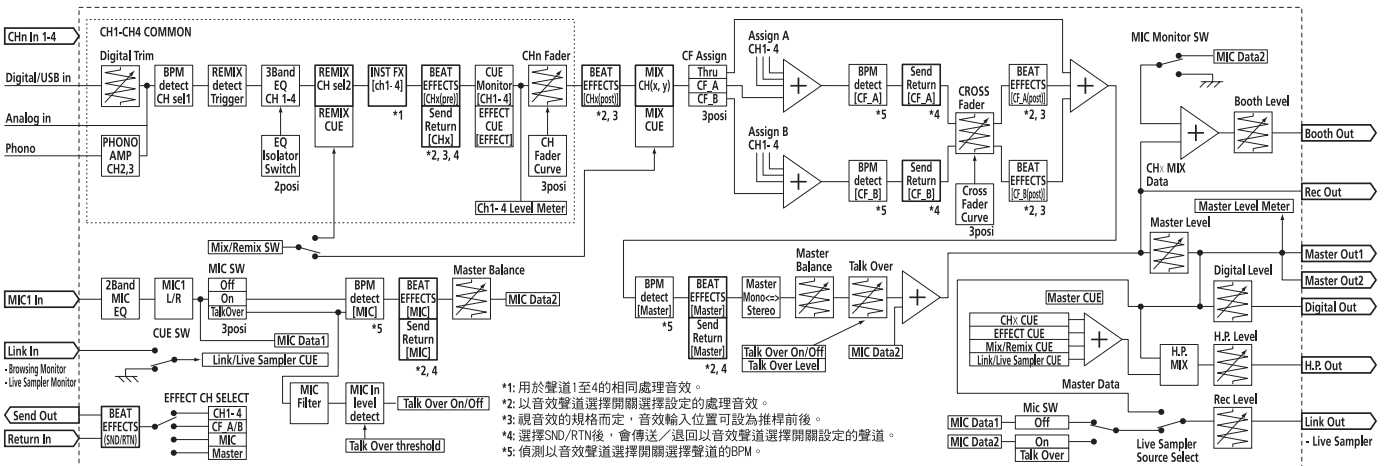 CHn In 1-4
CH1-CH4 COMMON
Digital/USB in
Analog in
Phono
Digital Trim
PHONO
AMP
CH2,3
BPM
detect
CH sel1
REMIX
detect
Trigger
3Band
EQ
CH 1-4
EQ
Isolator
Switch
2posi
REMIX
CH sel2
REMIX
CUE
INST FX
[ch1- 4]
*1
BEAT
EFFECTS
[CHx(pre)]
Send
Return
[CHx]
*2, 3, 4
CUE
Monitor
[CH1- 4]
EFFECT
CUE
[EFFECT]
CHn Fader
CH
Fader
Curve
3posi
Ch1- 4 Level Meter
BEAT
EFFECTS
[CHx(post)]
*2, 3
MIX
CH(x, y)
MIX
CUE
CF Assign
Thru
CF_A
CF_B
3posi
Assign A
CH1- 4
Assign B
CH1- 4
BPM
detect
[CF_A]
*5
Send
Return
[CF_A]
*4
BPM
detect
[CF_B]
*5
Send
Return
[CF_B]
*4
CROSS
Fader
Cross
Fader
Curve
3posi
BEAT
EFFECTS
[CF_A(post)]
*2, 3
BEAT
EFFECTS
[CF_B(post)]
*2, 3
MIC Monitor SW
MIC Data2
Booth Level
Booth Out
CHx MIX
Data
Rec Out
Master Level
Master Level Meter
Master Out1
Master Out2
Digital Level
Digital Out
Mix/Remix SW
MIC1 In
2Band
MIC
EQ
MIC1
L/R
MIC SW
Off
On
TalkOver
3posi
MIC Data1
BPM
detect
[MIC]
*5
BEAT
EFFECTS
[MIC]
Send
Return
[MIC]
*2, 4
Master Balance
MIC Data2
Link In
- Browsing Monitor
- Live Sampler Monitor
CUE SW
Link/Live Sampler CUE
MIC
Filter
MIC In
level
detect
Talk Over On/Off
Talk Over threshold
Send Out
Return In
BEAT
EFFECTS
(SND/RTN)
EFFECT CH SELECT
CH1- 4
CF_A/B
MIC
Master
BPM
detect
[Master]
*5
BEAT
EFFECTS
[Master]
Send
Return
[Master]
*2, 4
Master
Mono<=>
Stereo
Master
Balance
Talk Over
Talk Over On/Off
Talk Over Level
MIC Data2
Master CUE
CHx CUE
EFFECT CUE
Mix/Remix CUE
Link/Live Sampler CUE
H.P.
MIX
H.P. Level
H.P. Out
Master Data
Mic SW
MIC Data1
Off
MIC Data2
On
Talk Over
Live Sampler
Source Select
Rec Level
Link Out
- Live Sampler
*1: 用於聲道1至4的相同處理音效。
*2: 以音效聲道選擇開關選擇設定的處理音效。
*3: 視音效的規格而定，音效輸入位置可設為推桿前後。
*4: 選擇SND/RTN後，會傳送／退回以音效聲道選擇開關設定的聲道。
*5: 偵測以音效聲道選擇開關選擇聲道的BPM。